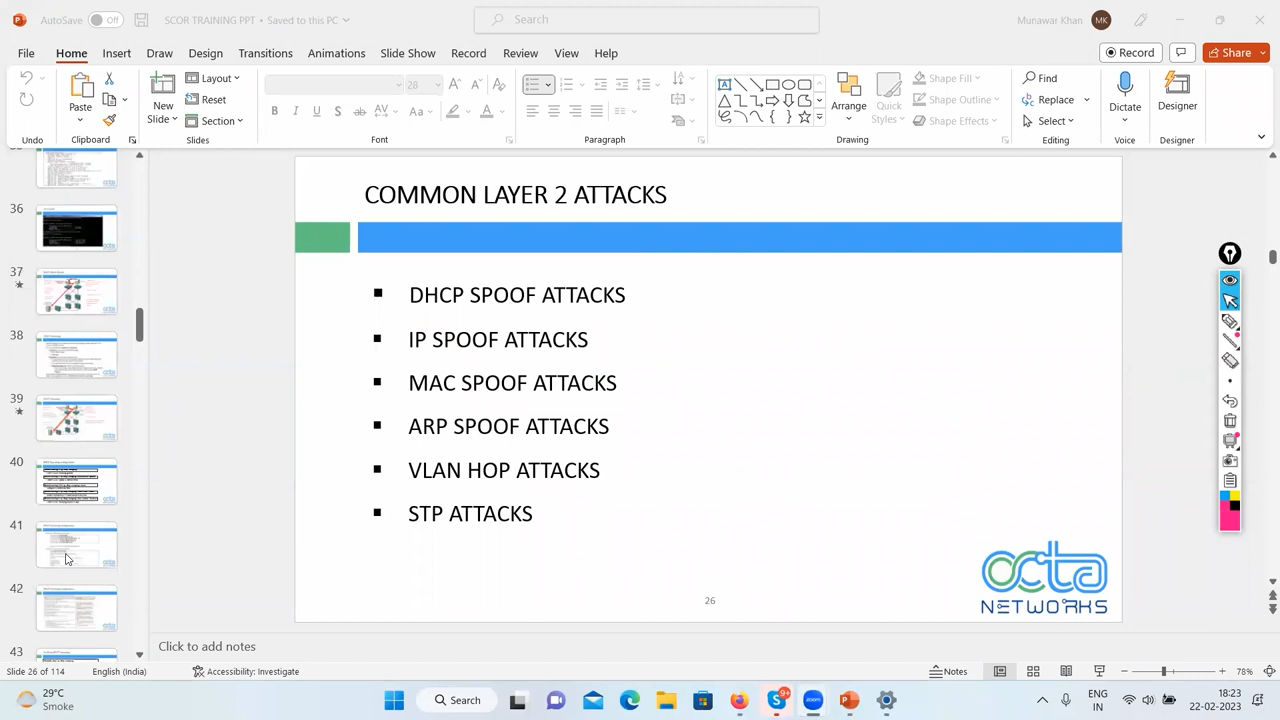 AutoSave Off SCOR TRAINING PPT • Saved to this PC Search Munawar Khan MK
File Home Insert Draw Design Transitions Animations Slide Show Record Review View Help Record Share
Paste New Slide Layout Reset Section 28 Arrange Quick Styles Shape Fill Shape Outline Shape Effects Find Replace Select Dictate Designer
Undo Clipboard Slides Font Paragraph Drawing Editing Voice Designer
36
37
38
39
40
41
42
43
COMMON LAYER 2 ATTACKS
▪ DHCP SPOOF ATTACKS
▪ IP SPOOF ATTACKS
▪ MAC SPOOF ATTACKS
▪ ARP SPOOF ATTACKS
▪ VLAN HOP ATTACKS
▪ STP ATTACKS
26
octa
NETWORKS
Click to add notes
Slide 26 of 114 English (India) Accessibility: Investigate Notes 78%
29°C
Smoke
Search
9+
ENG
IN
18:23
22-02-2023